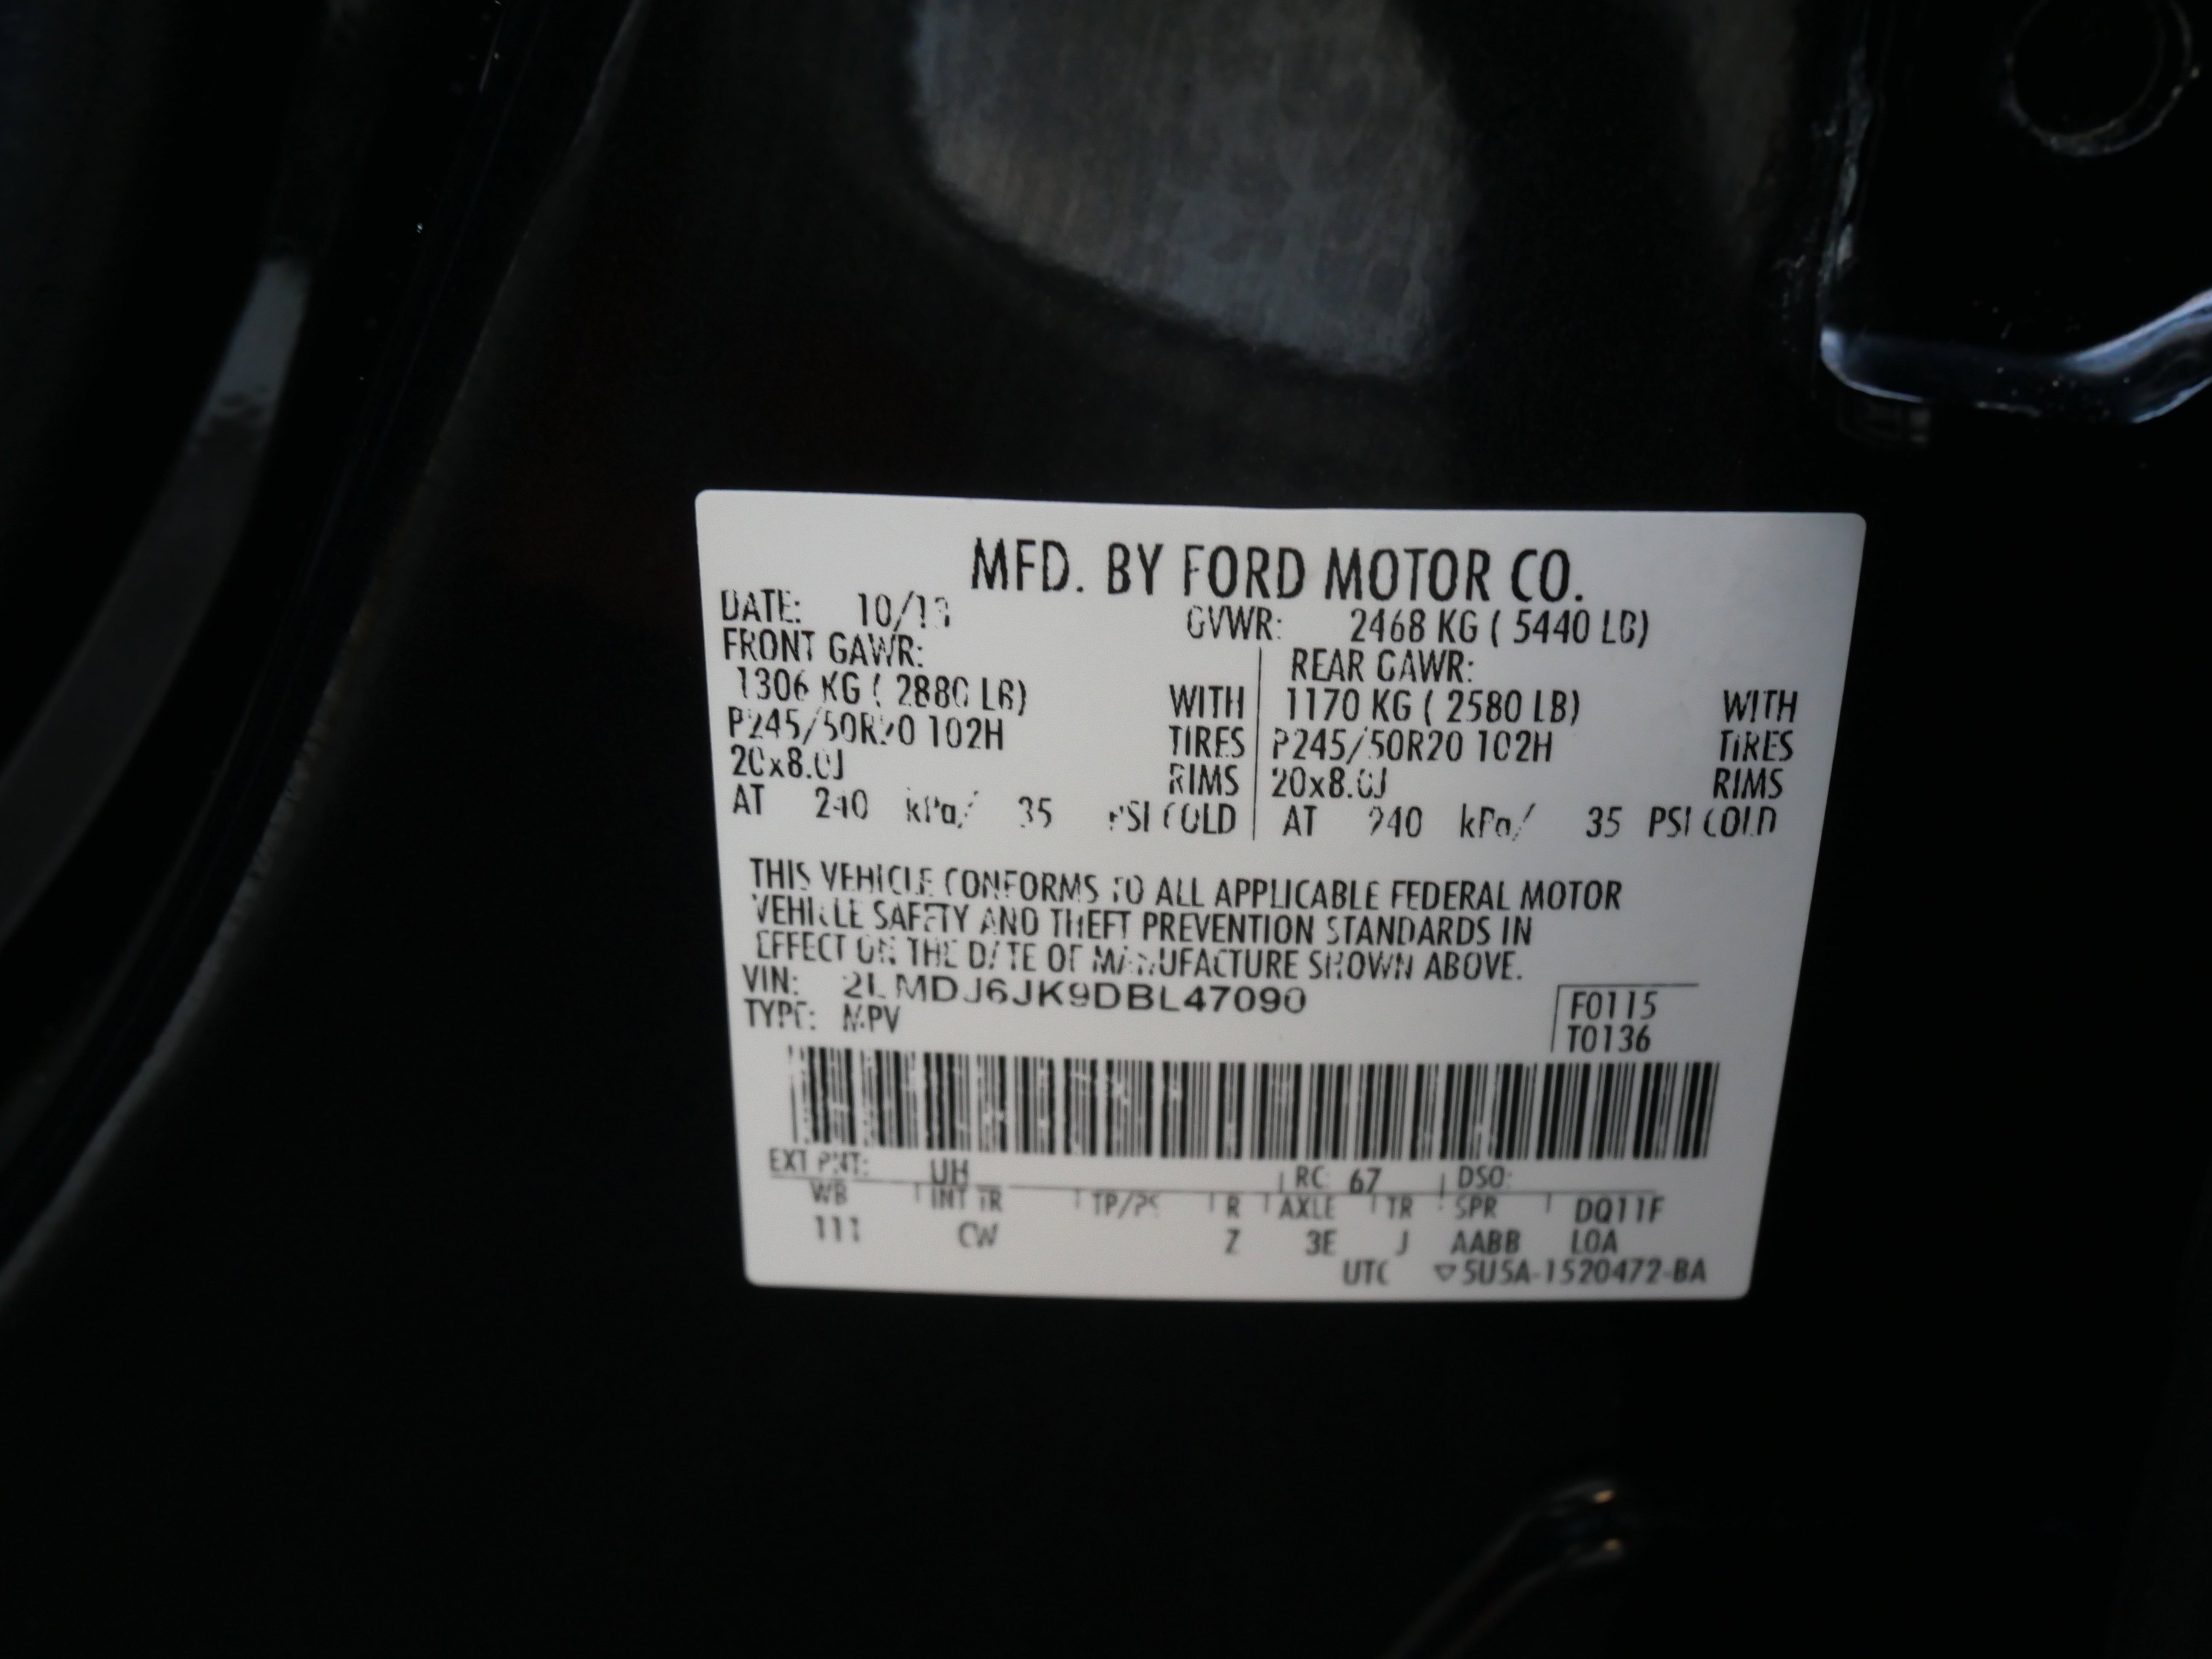 MFD. BY FORD MOTOR CO.
DATE: 10/13 GVWR: 2468 KG ( 5440 LB)
FRONT GAWR: REAR GAWR:
1306 KG ( 2880 LB) WITH 1170 KG ( 2580 LB) WITH
P245/50R20 102H TIRES P245/50R20 102H TIRES
20x8.0J RIMS 20x8.0J RIMS
AT 240 kPa/ 35 PSI COLD AT 240 kPa/ 35 PSI COLD
THIS VEHICLE CONFORMS TO ALL APPLICABLE FEDERAL MOTOR
VEHICLE SAFETY AND THEFT PREVENTION STANDARDS IN
EFFECT ON THE DATE OF MANUFACTURE SHOWN ABOVE.
VIN: 2LMDJ6JK9DBL47090
TYPE: MPV
F0115
T0136
EXT PNT: UH RC: 67 DSO:
WB INT TR TP/PS R AXLE TR SPR DQ11F
111 CW Z 3E J AABB LOA
UTC ▽5U5A-1520472-BA